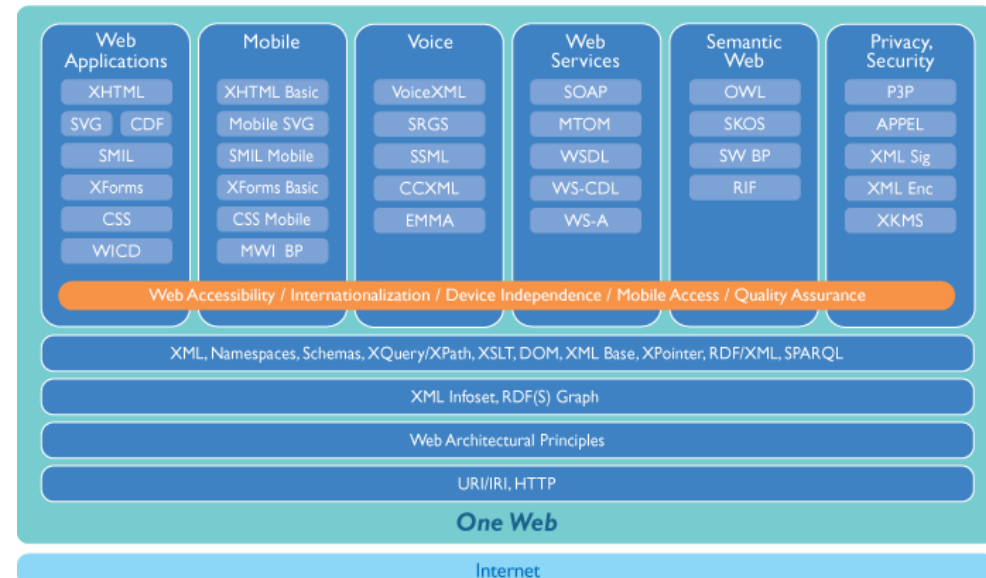 Web
Applications
XHTML
SVG
CDF
SMIL
XForms
CSS
WICD
Mobile
XHTML Basic
Mobile SVG
SMIL Mobile
XForms Basic
CSS Mobile
MWI BP
Voice
VoiceXML
SRGS
SSML
CCXML
EMMA
Web
Services
SOAP
MTOM
WSDL
WS-CDL
WS-A
Semantic
Web
OWL
SKOS
SW BP
RIF
Privacy,
Security
P3P
APPEL
XML Sig
XML Enc
XKMS
Web Accessibility / Internationalization / Device Independence / Mobile Access / Quality Assurance
XML, Namespaces, Schemas, XQuery/XPath, XSLT, DOM, XML Base, XPointer, RDF/XML, SPARQL
XML Infoset, RDF(S) Graph
Web Architectural Principles
URI/IRI, HTTP
One Web
Internet